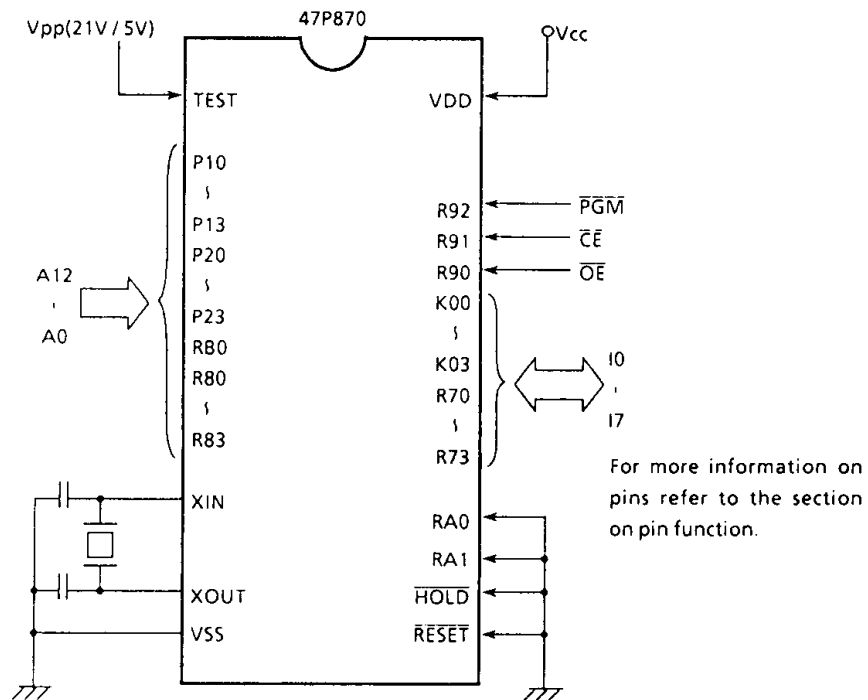 47P870
Vpp(21V / 5V)
Vcc
TEST
VDD
P10
~
P13
P20
~
P23
RB0
R80
~
R83
A12
A0
R92
R91
R90
K00
~
K03
R70
~
R73
PGM
CE
OE
I0
I7
For more information on
pins refer to the section
on pin function.
XIN
XOUT
VSS
RA0
RA1
HOLD
RESET